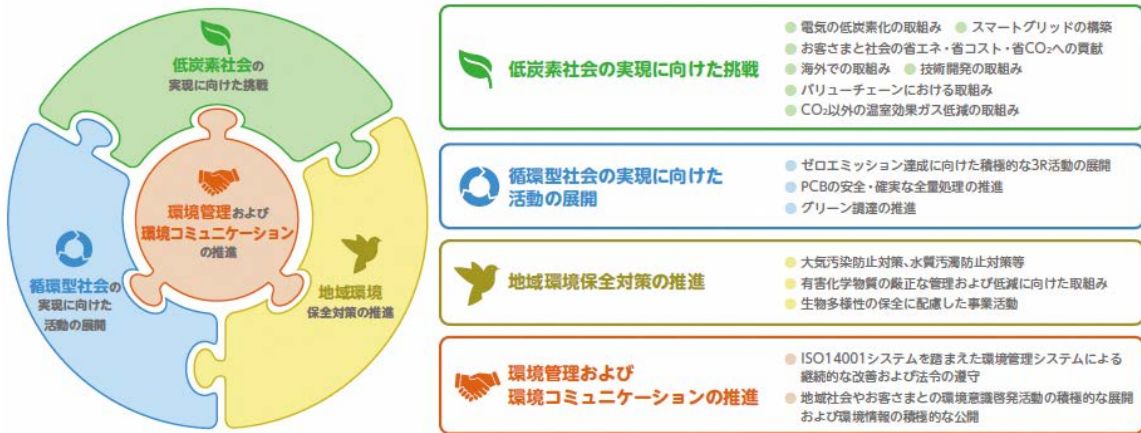 低炭素社会の
実現に向けた挑戦
環境管理および
環境コミュニケーション
の推進
循環型社会の
実現に向けた
活動の展開
地域環境
保全対策の推進
低炭素社会の実現に向けた挑戦
電気の低炭素化の取組み スマートグリッドの構築
お客さまと社会の省エネ・省コスト・省CO₂への貢献
海外での取組み 技術開発の取組み
バリューチェーンにおける取組み
CO₂以外の温室効果ガス低減の取組み
循環型社会の実現に向けた
活動の展開
ゼロエミッション達成に向けた積極的な3R活動の展開
PCBの安全・確実な全量処理の推進
グリーン調達の推進
地域環境保全対策の推進
大気汚染防止対策、水質汚濁防止対策等
有害化学物質の厳正な管理および低減に向けた取組み
生物多様性の保全に配慮した事業活動
環境管理および
環境コミュニケーションの推進
ISO14001システムを踏まえた環境管理システムによる
継続的な改善および法令の遵守
地域社会やお客さまとの環境意識啓発活動の積極的な展開
および環境情報の積極的な公開